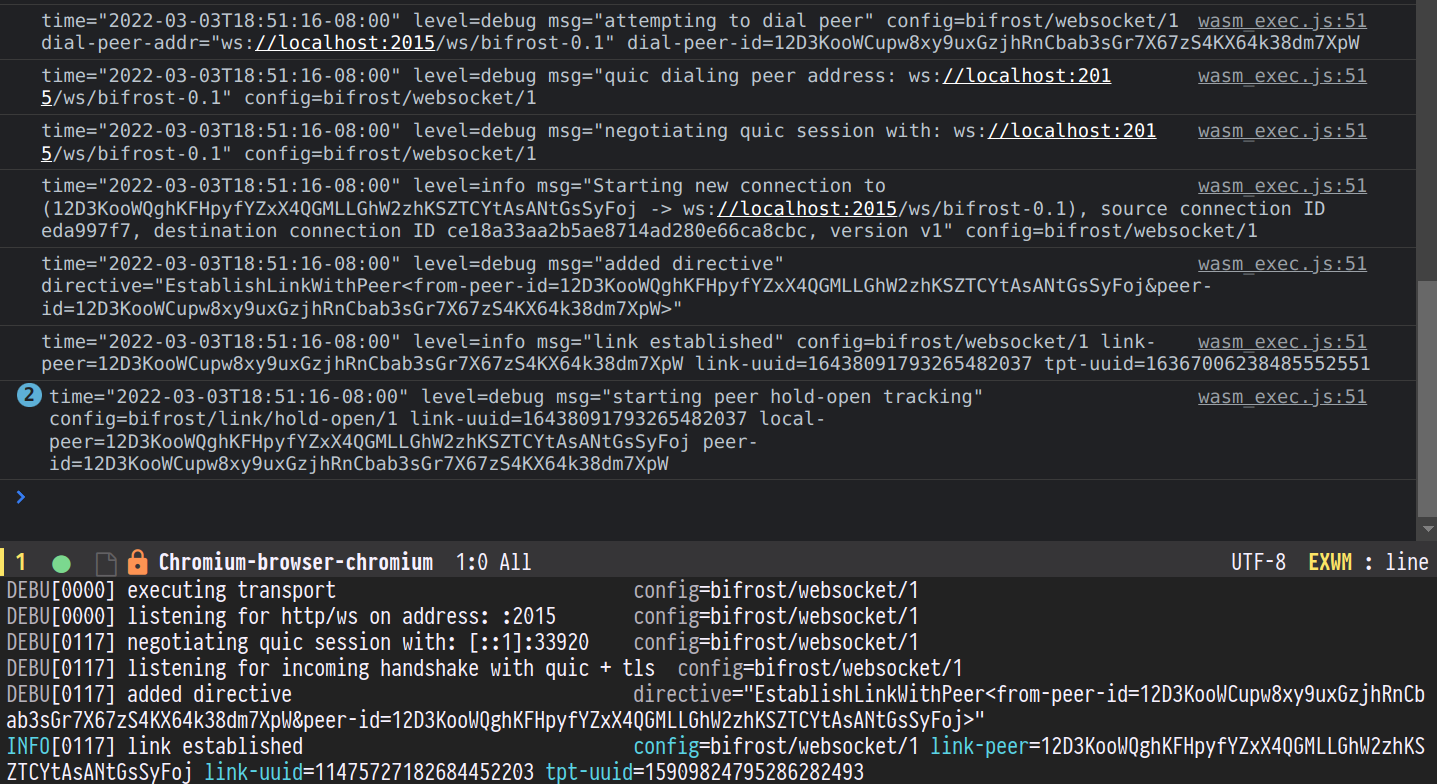 time="2022-03-03T18:51:16-08:00" level=debug msg="attempting to dial peer" config=bifrost/websocket/1 wasm_exec.js:51
dial-peer-addr="ws://localhost:2015/ws/bifrost-0.1" dial-peer-id=12D3KooWCupw8xy9uxGzjhRnCbab3sGr7X67zS4KX64k38dm7XpW
time="2022-03-03T18:51:16-08:00" level=debug msg="quic dialing peer address: ws://localhost:201 wasm_exec.js:51
5/ws/bifrost-0.1" config=bifrost/websocket/1
time="2022-03-03T18:51:16-08:00" level=debug msg="negotiating quic session with: ws://localhost:201 wasm_exec.js:51
5/ws/bifrost-0.1" config=bifrost/websocket/1
time="2022-03-03T18:51:16-08:00" level=info msg="Starting new connection to wasm_exec.js:51
(12D3KooWQghKFHpyfYZxX4QGMLLGhW2zhKSZTCYtAsANtGsSyFoj -> ws://localhost:2015/ws/bifrost-0.1), source connection ID
eda997f7, destination connection ID ce18a33aa2b5ae8714ad280e66ca8cbc, version v1" config=bifrost/websocket/1
time="2022-03-03T18:51:16-08:00" level=debug msg="added directive" wasm_exec.js:51
directive="EstablishLinkWithPeer<from-peer-id=12D3KooWQghKFHpyfYZxX4QGMLLGhW2zhKSZTCYtAsANtGsSyFoj&peer-
id=12D3KooWCupw8xy9uxGzjhRnCbab3sGr7X67zS4KX64k38dm7XpW>"
time="2022-03-03T18:51:16-08:00" level=info msg="link established" config=bifrost/websocket/1 link- wasm_exec.js:51
peer=12D3KooWCupw8xy9uxGzjhRnCbab3sGr7X67zS4KX64k38dm7XpW link-uuid=16438091793265482037 tpt-uuid=16367006238485552551
2 time="2022-03-03T18:51:16-08:00" level=debug msg="starting peer hold-open tracking" wasm_exec.js:51
config=bifrost/link/hold-open/1 link-uuid=16438091793265482037 local-
peer=12D3KooWQghKFHpyfYZxX4QGMLLGhW2zhKSZTCYtAsANtGsSyFoj peer-
id=12D3KooWCupw8xy9uxGzjhRnCbab3sGr7X67zS4KX64k38dm7XpW
1 Chromium-browser-chromium 1:0 All UTF-8 EXWM : line
DEBU[0000] executing transport config=bifrost/websocket/1
DEBU[0000] listening for http/ws on address: :2015 config=bifrost/websocket/1
DEBU[0117] negotiating quic session with: [::1]:33920 config=bifrost/websocket/1
DEBU[0117] listening for incoming handshake with quic + tls config=bifrost/websocket/1
DEBU[0117] added directive directive="EstablishLinkWithPeer<from-peer-id=12D3KooWCupw8xy9uxGzjhRnCb
ab3sGr7X67zS4KX64k38dm7XpW&peer-id=12D3KooWQghKFHpyfYZxX4QGMLLGhW2zhKSZTCYtAsANtGsSyFoj>"
INFO[0117] link established config=bifrost/websocket/1 link-peer=12D3KooWQghKFHpyfYZxX4QGMLLGhW2zhKS
ZTCYtAsANtGsSyFoj link-uuid=11475727182684452203 tpt-uuid=15909824795286282493